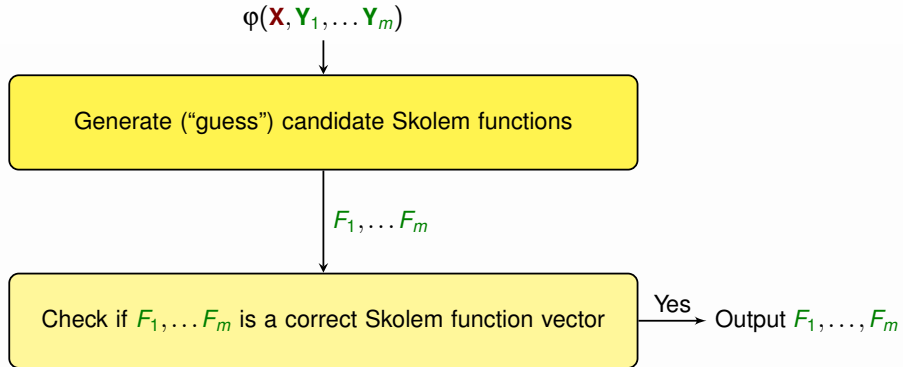 φ(X, Y₁, … Yₘ)
Generate (“guess”) candidate Skolem functions
F₁, … Fₘ
Check if F₁, … Fₘ is a correct Skolem function vector
Yes
Output F₁, …, Fₘ